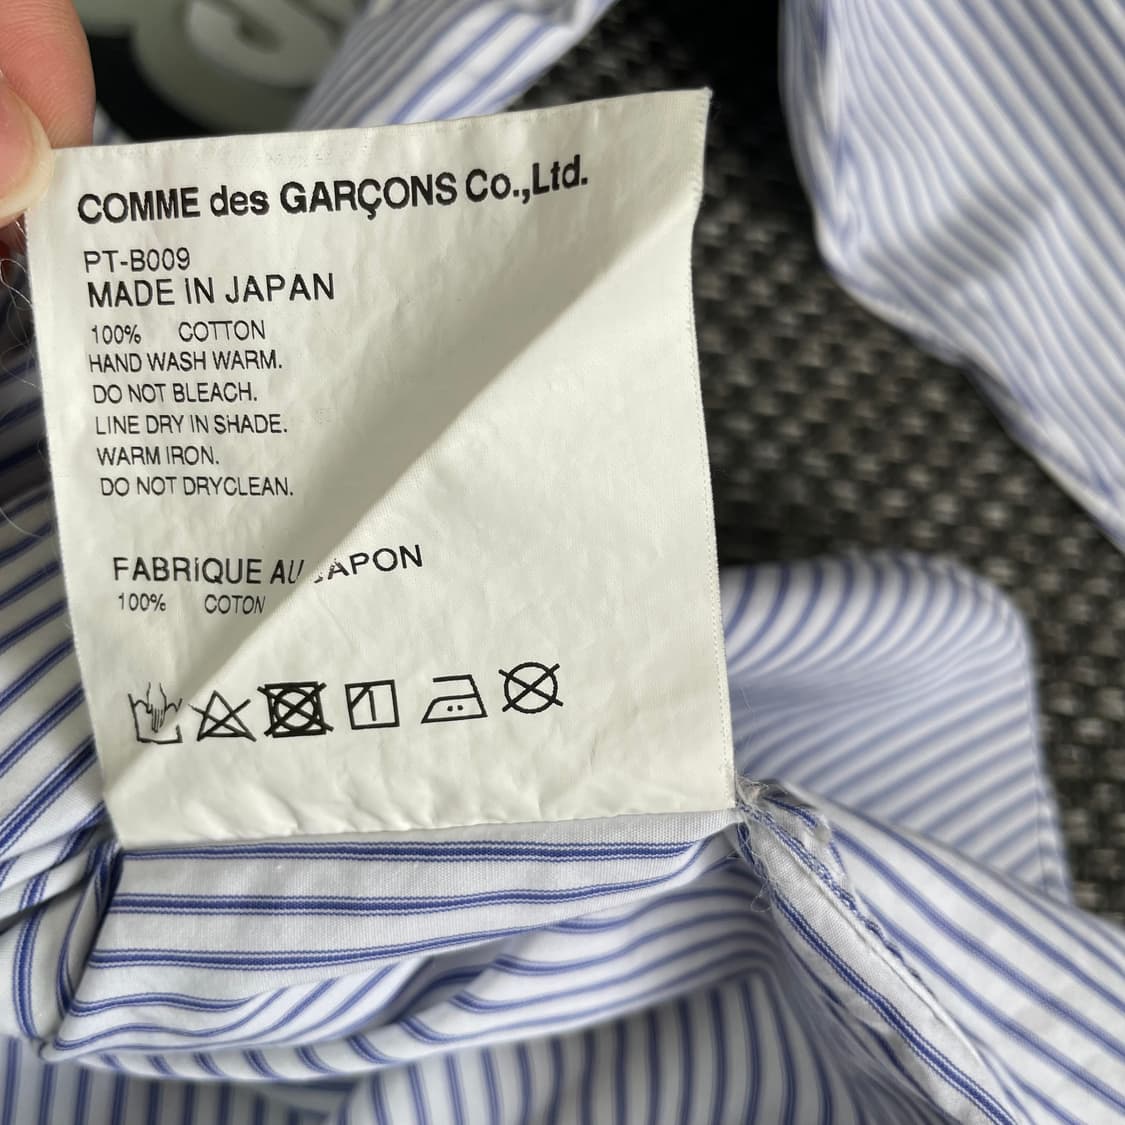 COMME des GARÇONS Co.,Ltd.
PT-B009
MADE IN JAPAN
100% COTTON
HAND WASH WARM.
DO NOT BLEACH.
LINE DRY IN SHADE.
WARM IRON.
DO NOT DRYCLEAN.
FABRIQUE AU JAPON
100% COTON